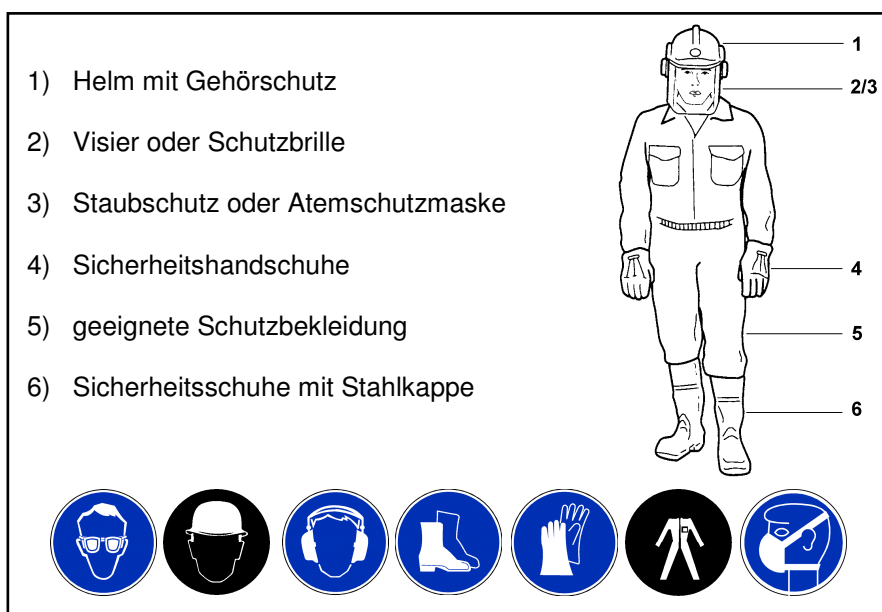 1) Helm mit Gehörschutz
2) Visier oder Schutzbrille
3) Staubschutz oder Atemschutzmaske
4) Sicherheitshandschuhe
5) geeignete Schutzbekleidung
6) Sicherheitsschuhe mit Stahlkappe
1
2/3
4
5
6